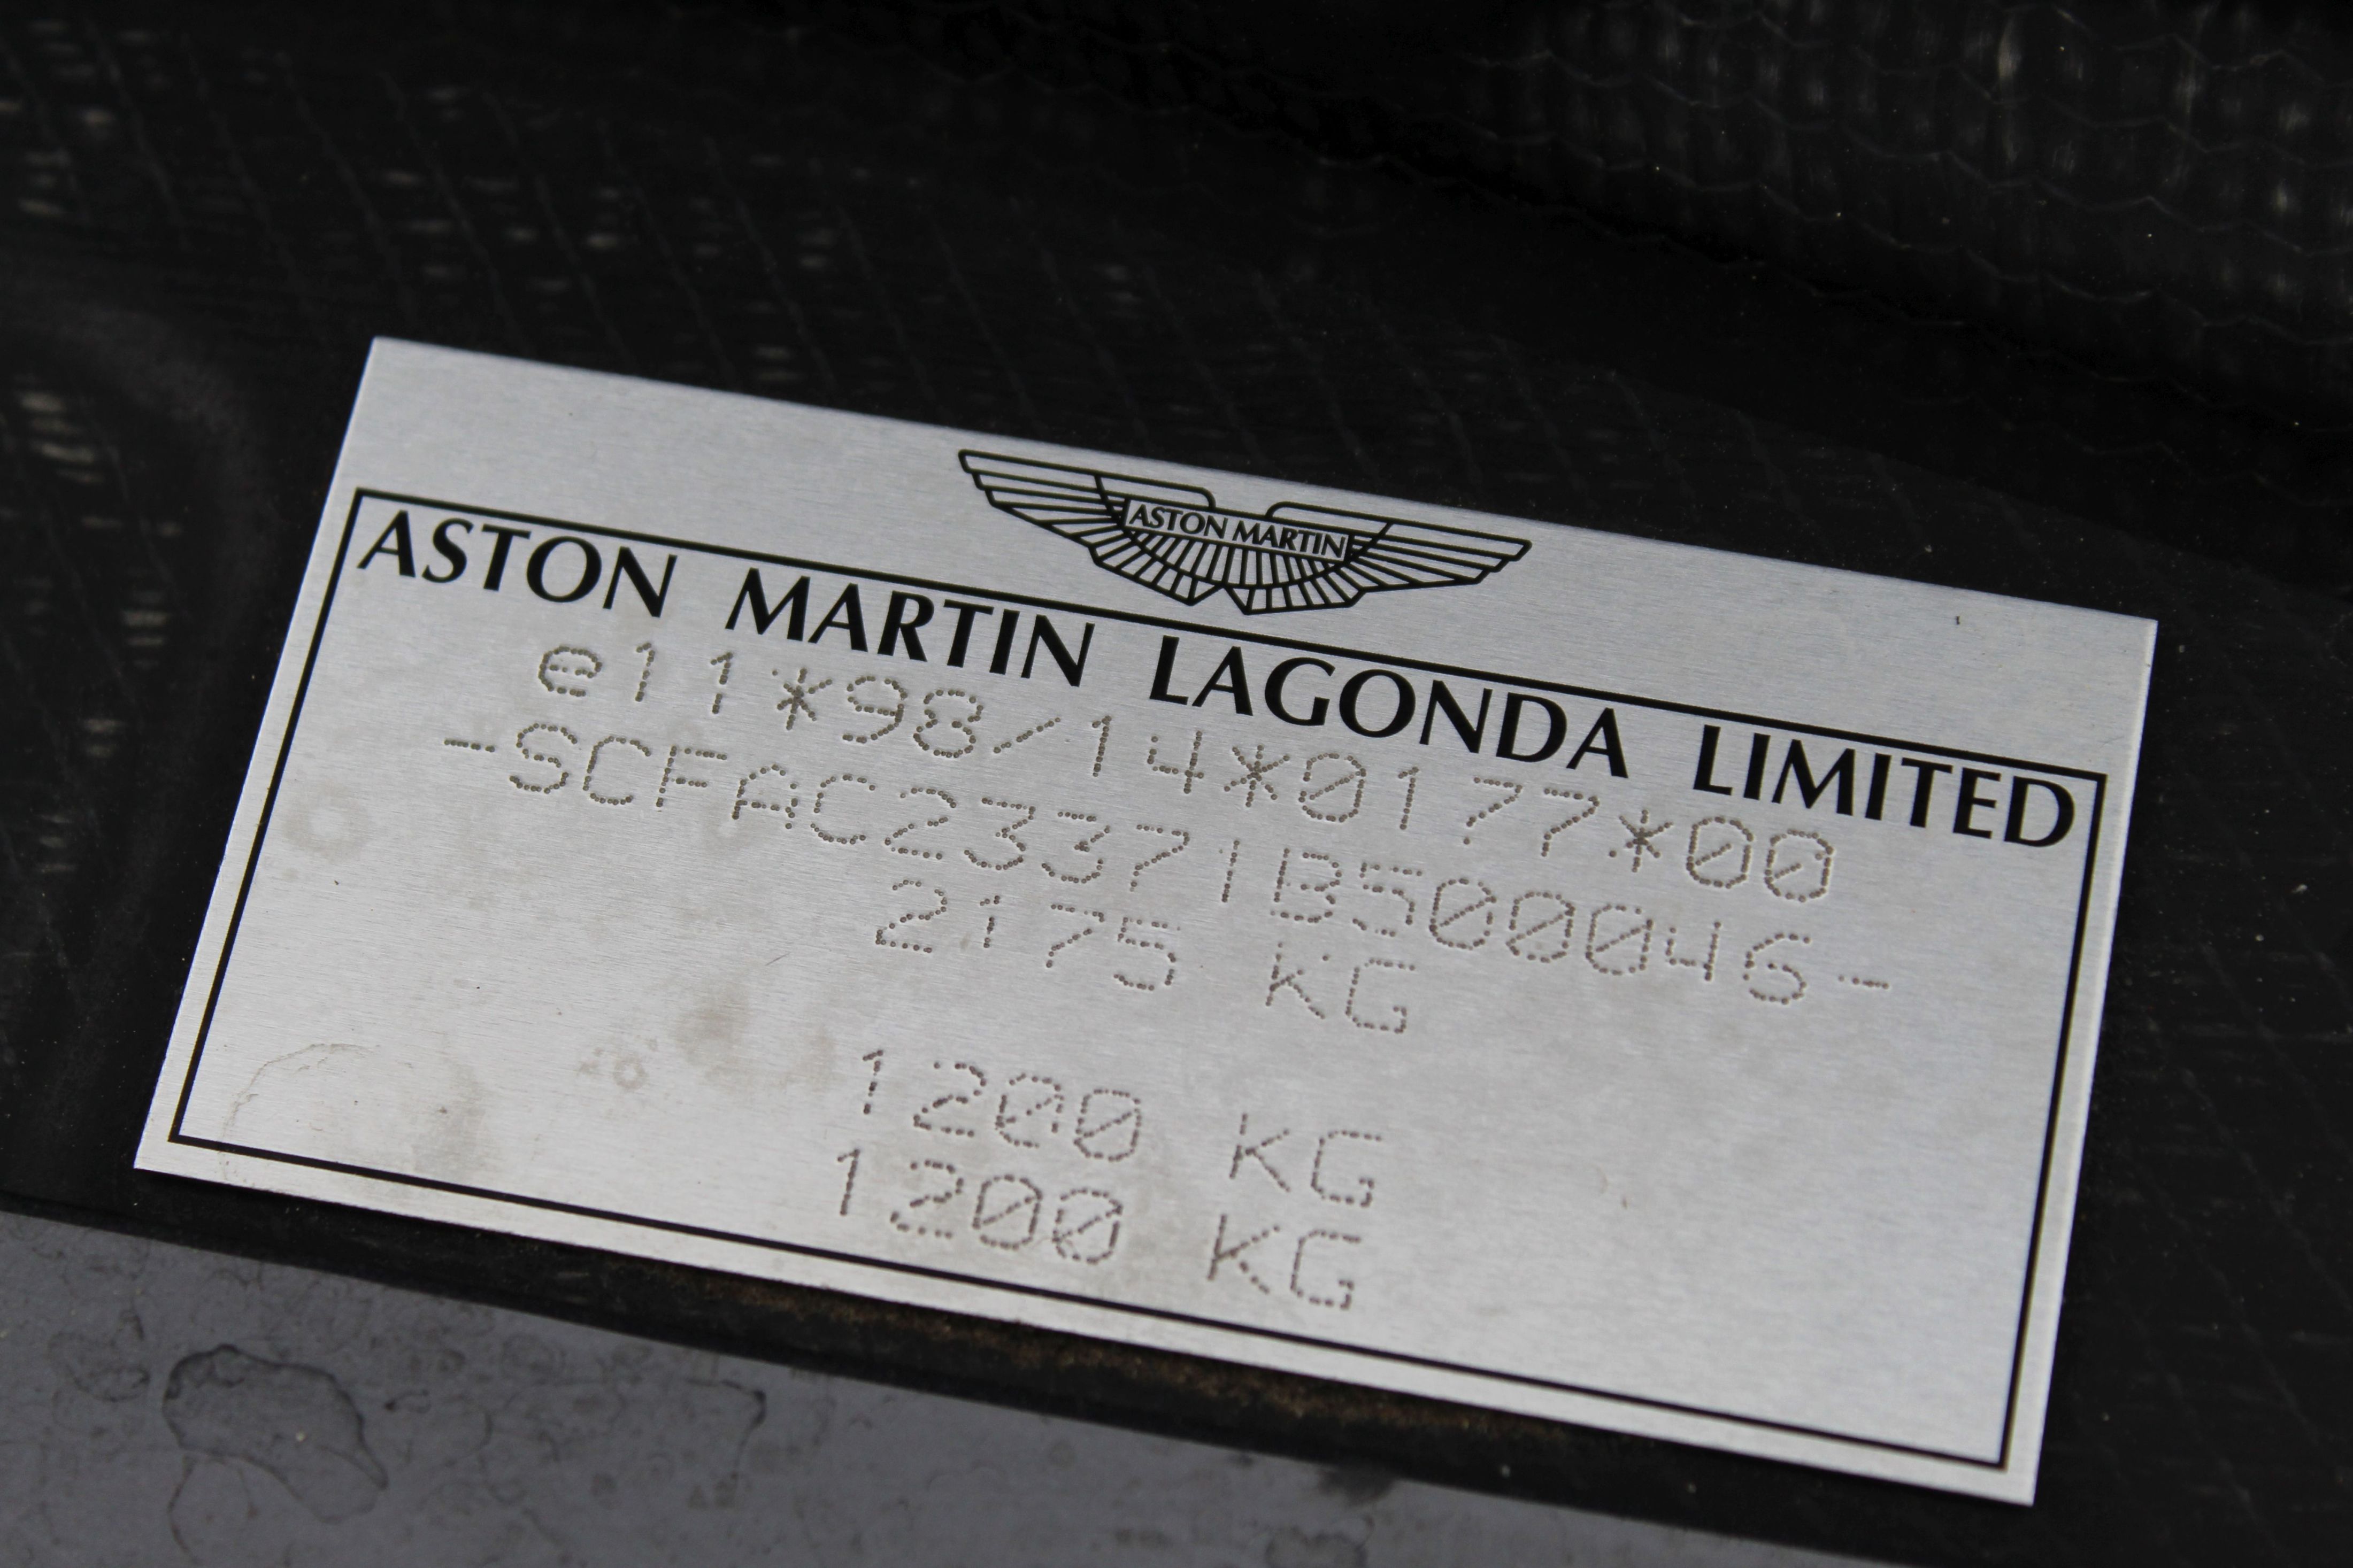 ASTON MARTIN
ASTON MARTIN LAGONDA LIMITED
e11*98/14*0177*00
-SCFAC23371B500046-
2175 KG
1200 KG
1200 KG